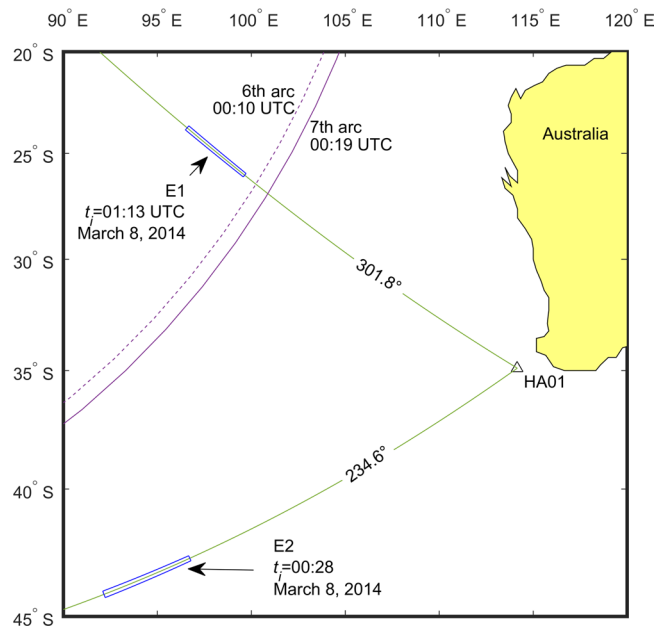 90° E 95° E 100° E 105° E 110° E 115° E 120° E
20° S
6th arc
00:10 UTC
7th arc
00:19 UTC
Australia
25° S
E1
t_i=01:13 UTC
March 8, 2014
30° S
301.8°
35° S
HA01
234.6°
40° S
E2
t_i=00:28
March 8, 2014
45° S